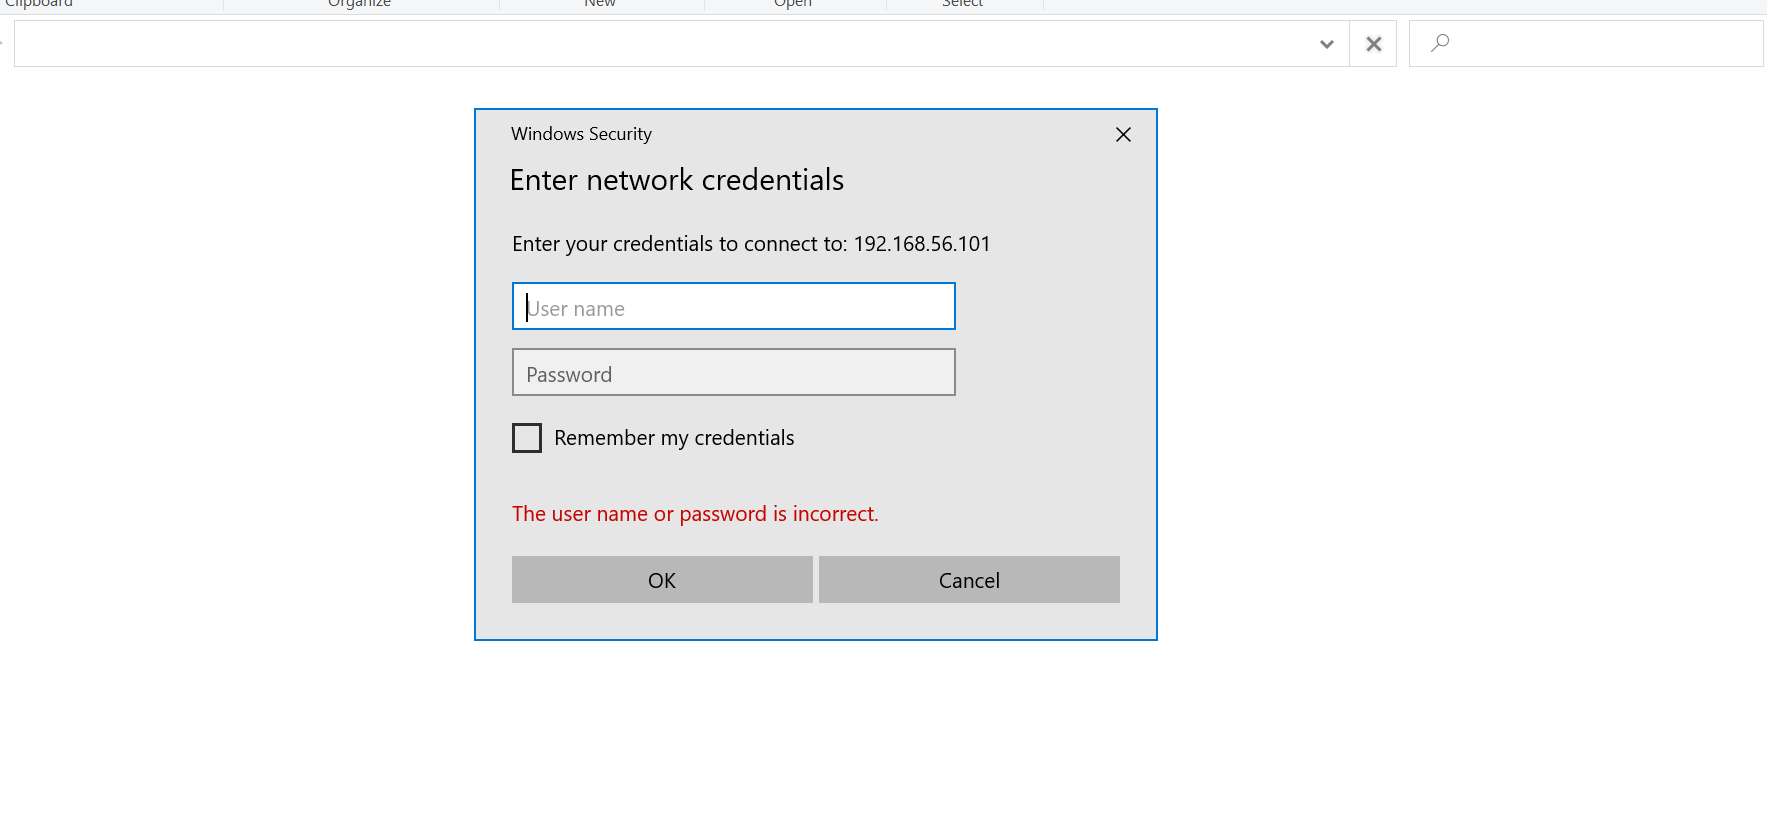 Clipboard Organize New Open Select
Windows Security
Enter network credentials
Enter your credentials to connect to: 192.168.56.101
User name
Password
Remember my credentials
The user name or password is incorrect.
OK Cancel